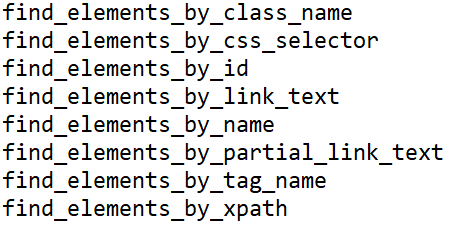 find_elements_by_class_name
find_elements_by_css_selector
find_elements_by_id
find_elements_by_link_text
find_elements_by_name
find_elements_by_partial_link_text
find_elements_by_tag_name
find_elements_by_xpath